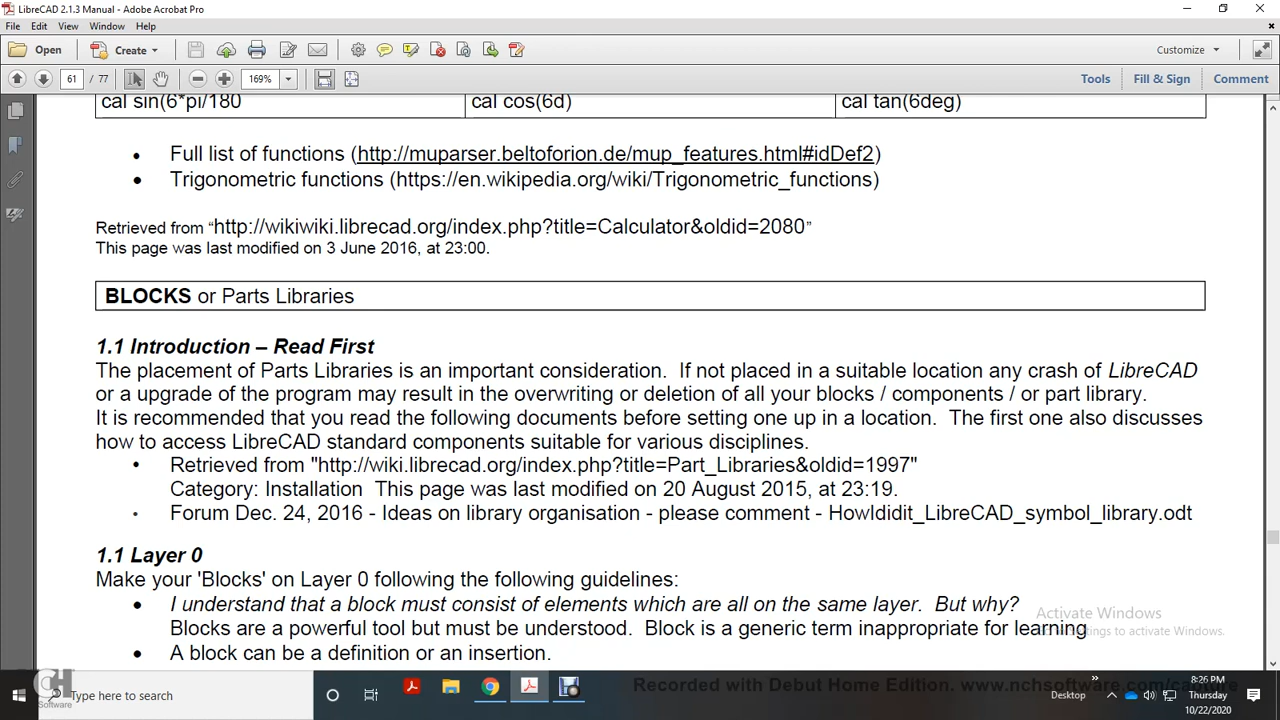 LibreCAD 2.1.3 Manual - Adobe Acrobat Pro
File Edit View Window Help
Open Create Customize
61 / 77 169% Tools Fill & Sign Comment
cal sin(6*pi/180 cal cos(6d) cal tan(6deg)
• Full list of functions (http://muparser.beltoforion.de/mup_features.html#idDef2)
• Trigonometric functions (https://en.wikipedia.org/wiki/Trigonometric_functions)
Retrieved from “http://wikiwiki.librecad.org/index.php?title=Calculator&oldid=2080”
This page was last modified on 3 June 2016, at 23:00.
BLOCKS or Parts Libraries
1.1 Introduction – Read First
The placement of Parts Libraries is an important consideration. If not placed in a suitable location any crash of LibreCAD
or a upgrade of the program may result in the overwriting or deletion of all your blocks / components / or part library.
It is recommended that you read the following documents before setting one up in a location. The first one also discusses
how to access LibreCAD standard components suitable for various disciplines.
• Retrieved from "http://wiki.librecad.org/index.php?title=Part_Libraries&oldid=1997"
Category: Installation This page was last modified on 20 August 2015, at 23:19.
• Forum Dec. 24, 2016 - Ideas on library organisation - please comment - HowIdidit_LibreCAD_symbol_library.odt
1.1 Layer 0
Make your 'Blocks' on Layer 0 following the following guidelines:
• I understand that a block must consist of elements which are all on the same layer. But why?
Blocks are a powerful tool but must be understood. Block is a generic term inappropriate for learning
• A block can be a definition or an insertion.
Activate Windows
settings to activate Windows.
Software
Type here to search
Recorded with Debut Home Edition. www.nchsoftware.com/capture
Desktop
8:26 PM
Thursday
10/22/2020